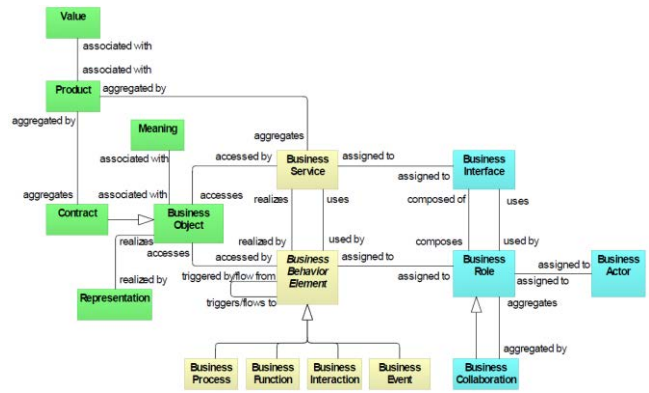 Value
associated with
associated with
Product
aggregated by
aggregated by
Meaning
associated with
aggregates
accessed by
Business
Service
assigned to
assigned to
Business
Interface
aggregates
associated with
accesses
realizes
uses
composed of
uses
Contract
Business
Object
realizes
accesses
realized by
used by
composes
used by
accessed by
Business
Behavior
Element
assigned to
assigned to
Business
Role
assigned to
assigned to
Business
Actor
triggered by/flow from
realized by
Representation
triggers/flows to
aggregates
aggregated by
Business
Process
Business
Function
Business
Interaction
Business
Event
Business
Collaboration